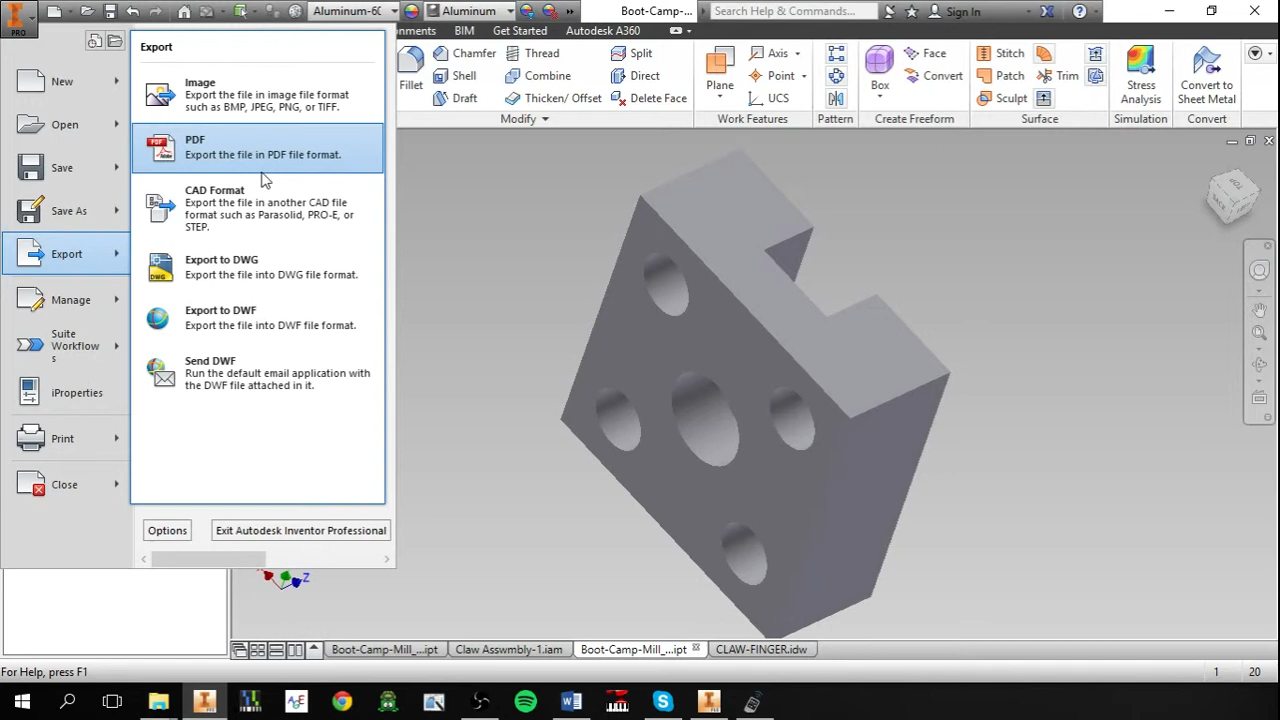 PRO
Aluminum-60
Aluminum
Boot-Camp-...
Search Help & Commands...
Sign In
Export
nments
BIM
Get Started
Autodesk A360
New
Open
Save
Save As
Export
Manage
Suite
Workflow
s
iProperties
Print
Close
Image
Export the file in image file format
such as BMP, JPEG, PNG, or TIFF.
PDF
PDF
Export the file in PDF file format.
CAD Format
Export the file in another CAD file
format such as Parasolid, PRO-E, or
STEP.
DWG
Export to DWG
Export the file into DWG file format.
Export to DWF
Export the file into DWF file format.
Send DWF
Run the default email application with
the DWF file attached in it.
Options
Exit Autodesk Inventor Professional
Fillet
Chamfer
Shell
Draft
Thread
Combine
Thicken/ Offset
Split
Direct
Delete Face
Modify
Plane
Axis
Point
UCS
Work Features
Pattern
Box
Face
Convert
Create Freeform
Stitch
Patch
Sculpt
Trim
Surface
Stress
Analysis
Simulation
Convert to
Sheet Metal
Convert
TOP
Z
Boot-Camp-Mill_...ipt
Claw Asswmbly-1.iam
Boot-Camp-Mill_...ipt
CLAW-FINGER.idw
For Help, press F1
1
20